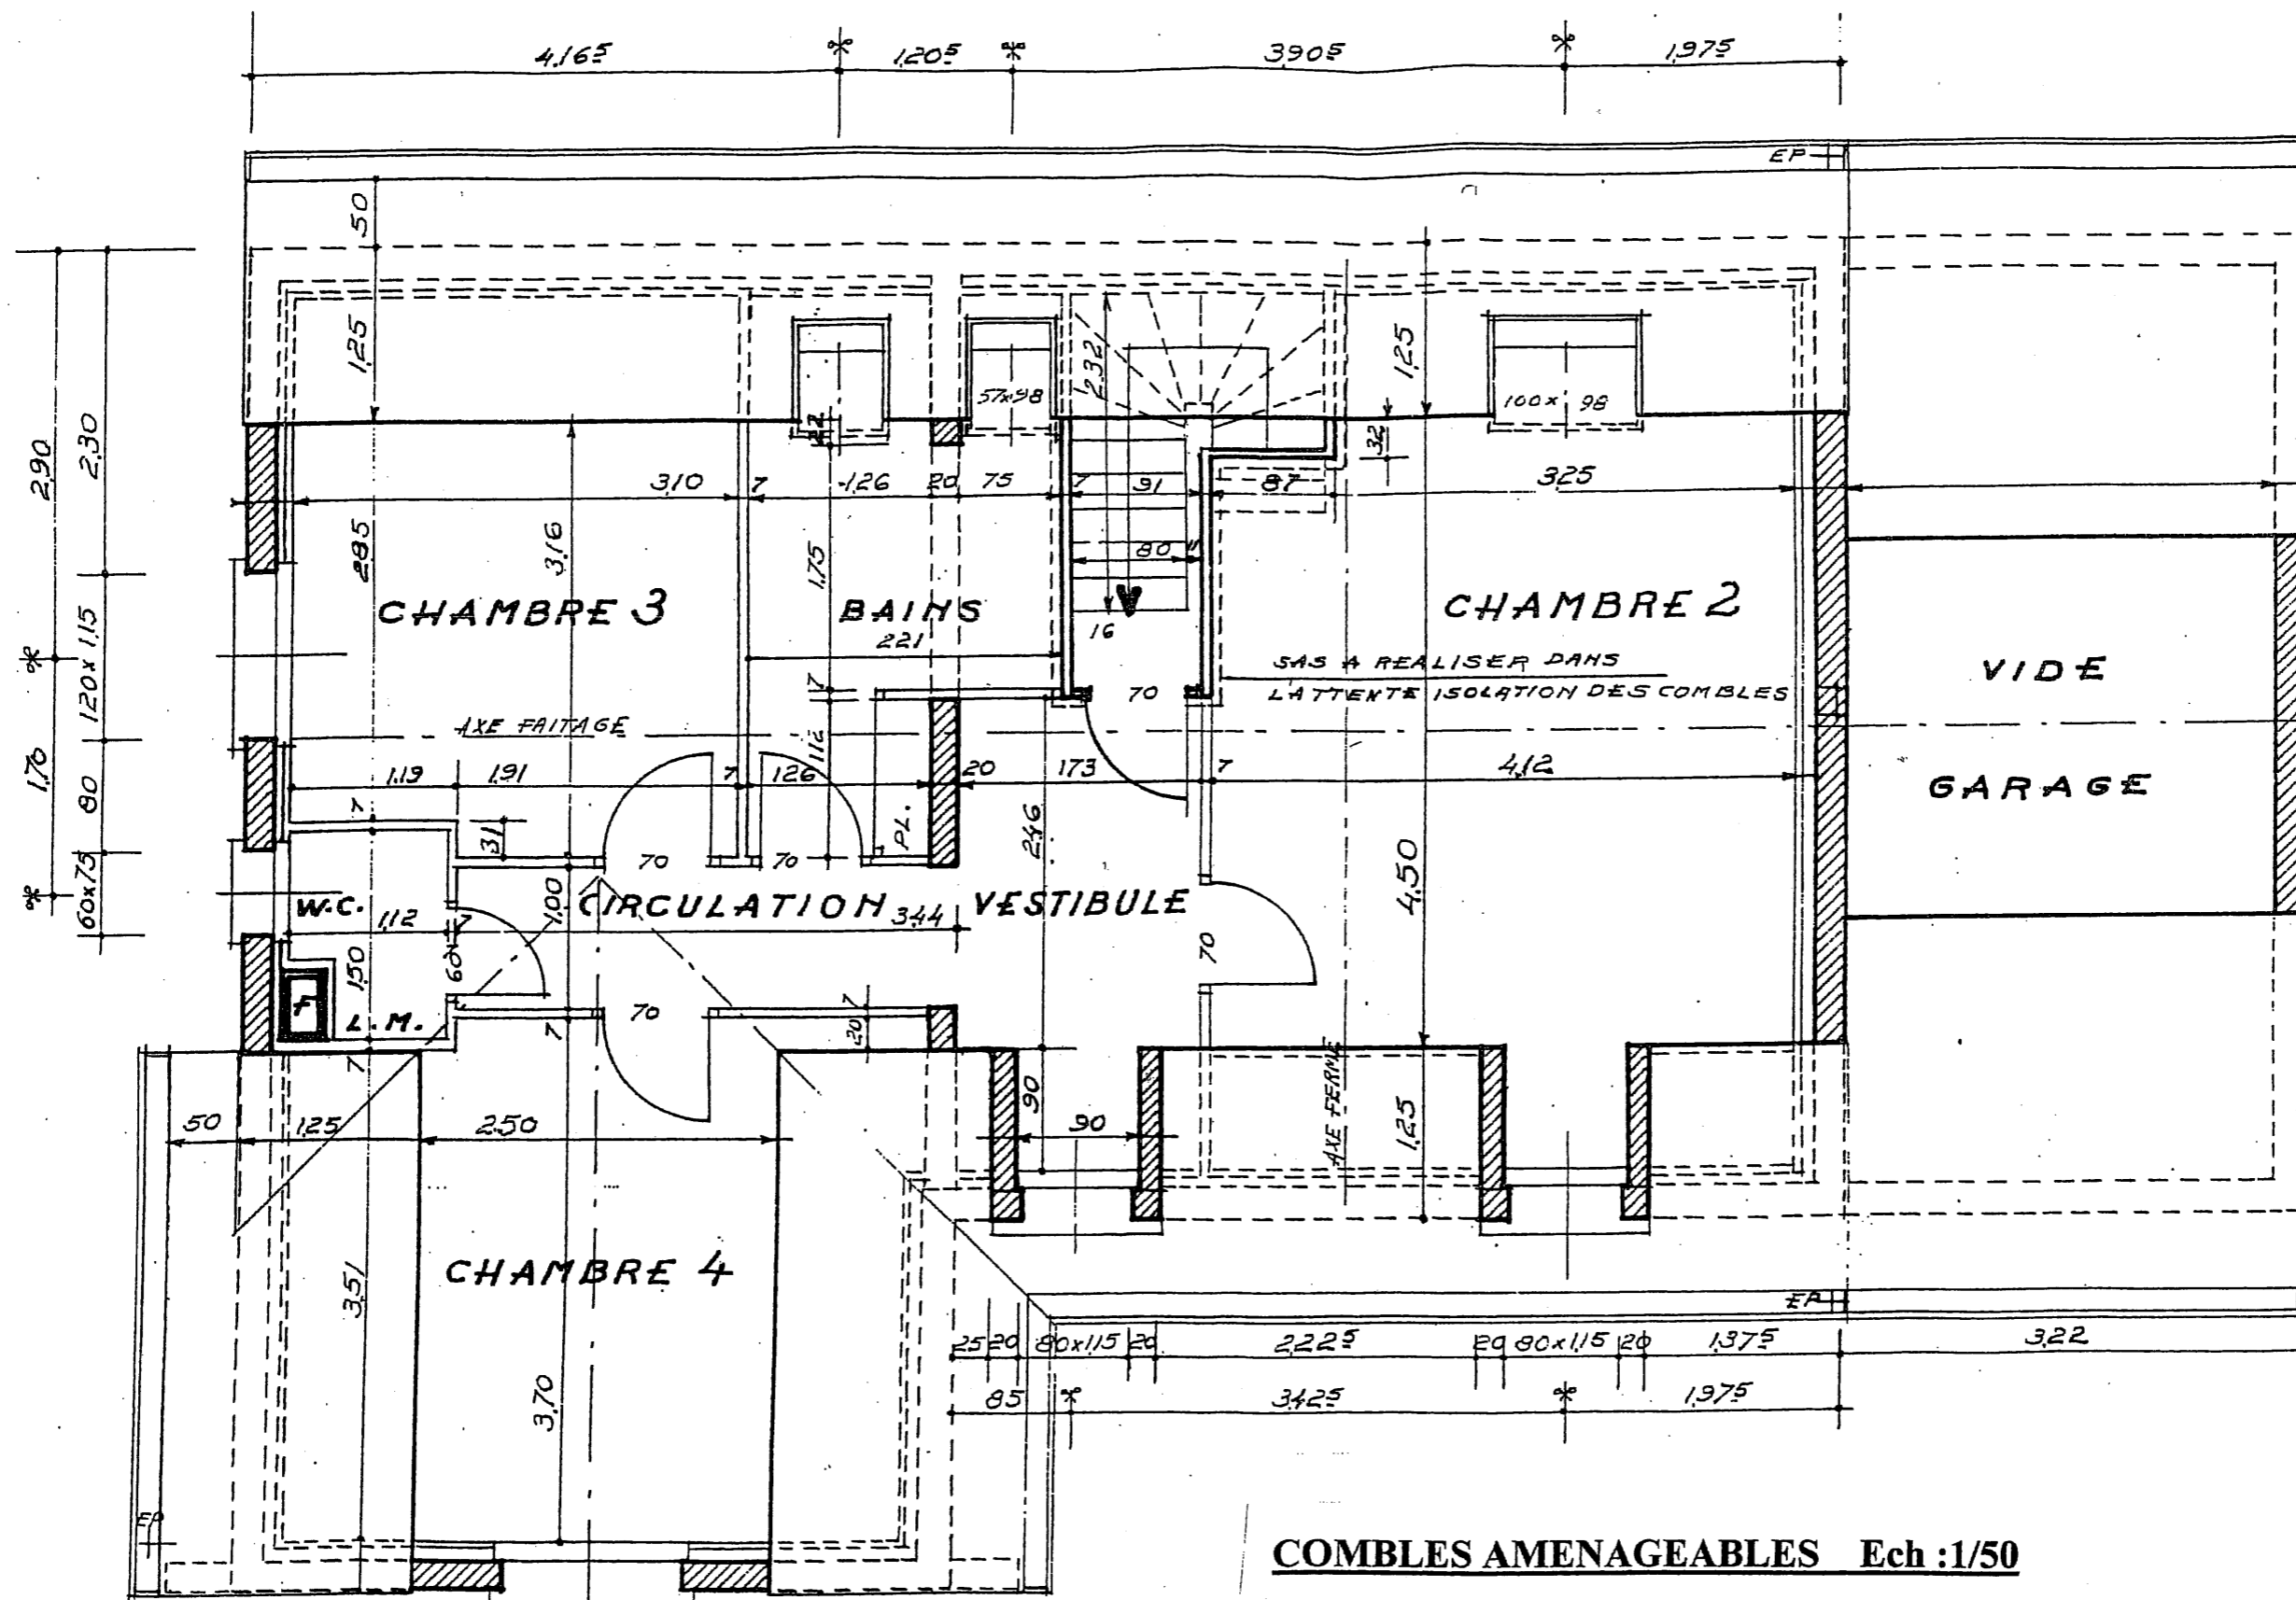 4,16⁵ 1,20⁵ 3,90⁵ 1,97⁵
EP
50
1,25 2,32 1,25
57x98 100x 98
2,90 2,30
22 32
3,10 7 1,26 20 75 7 91 87 3,25
2,85 3,16 1,75
80
CHAMBRE 3 BAINS CHAMBRE 2
16
2,21
120x1,15
SAS A REALISER DANS
L'ATTENTE ISOLATION DES COMBLES
VIDE
GARAGE
7 70
AXE FAITAGE
1,70 80 1,12
1,19 1,91 7 1,26 20 1,73 7 4,12
7 31 PL. 2,46
70 70
60x75
W.C. CIRCULATION VESTIBULE
1,12 7 1,00 3,44 4,50
1,50 60 70
F L.M.
7 70 20 7
7
50 1,25 2,50 90 90 AXE FERME 1,25
CHAMBRE 4
3,51
EP
25 20 80x1,15 20 2,22⁵ 20 80x1,15 20 1,37⁵ 3,22
3,70
85 3,42⁵ 1,97⁵
EP
COMBLES AMENAGEABLES Ech :1/50